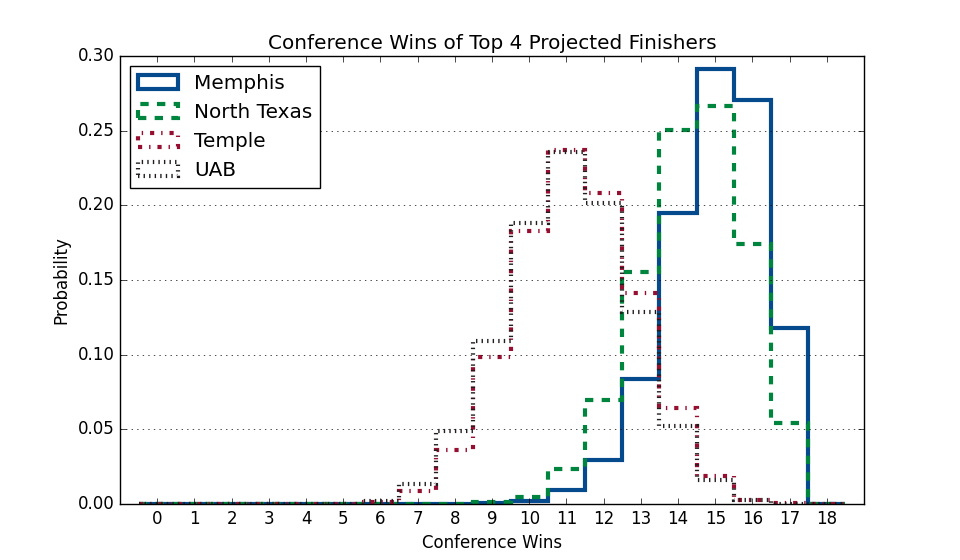 Conference Wins of Top 4 Projected Finishers
Memphis
North Texas
Temple
UAB
0.30
0.25
0.20
0.15
0.10
0.05
0.00
Probability
0 1 2 3 4 5 6 7 8 9 10 11 12 13 14 15 16 17 18
Conference Wins